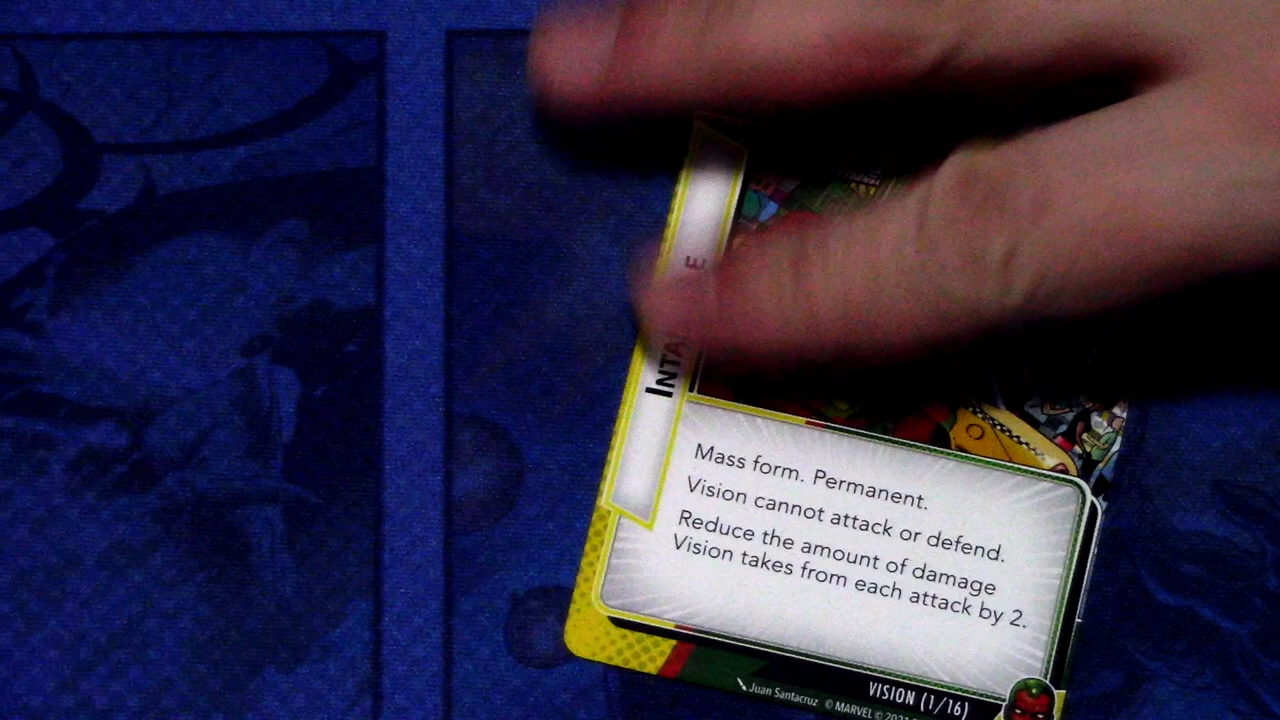 Mass form. Permanent.
Vision cannot attack or defend.
Reduce the amount of damage
Vision takes from each attack by 2.
Juan Santacruz © MARVEL ©
VISION (1/16)